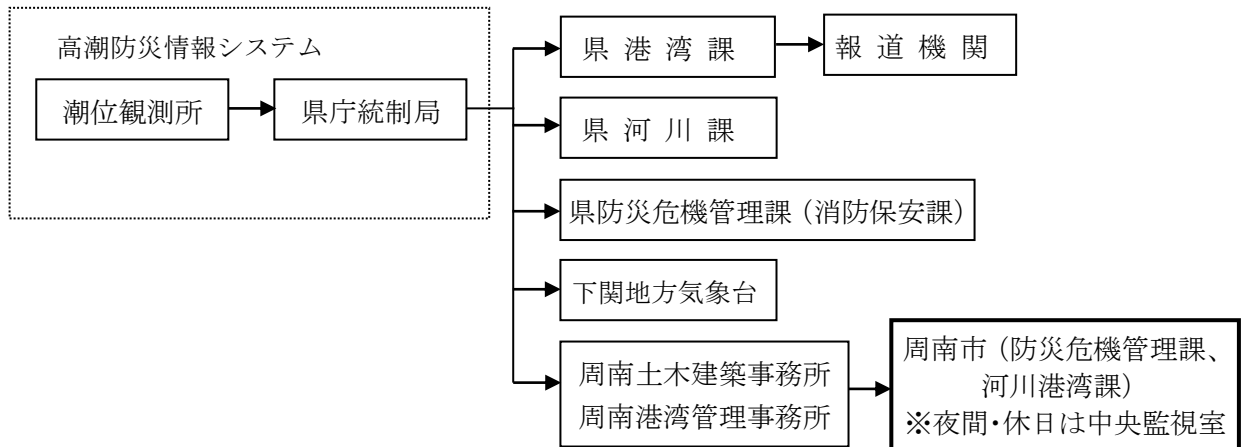 高潮防災情報システム
潮位観測所
県庁統制局
県港湾課
報道機関
県河川課
県防災危機管理課（消防保安課）
下関地方気象台
周南土木建築事務所
周南港湾管理事務所
周南市（防災危機管理課、
河川港湾課）
※夜間・休日は中央監視室